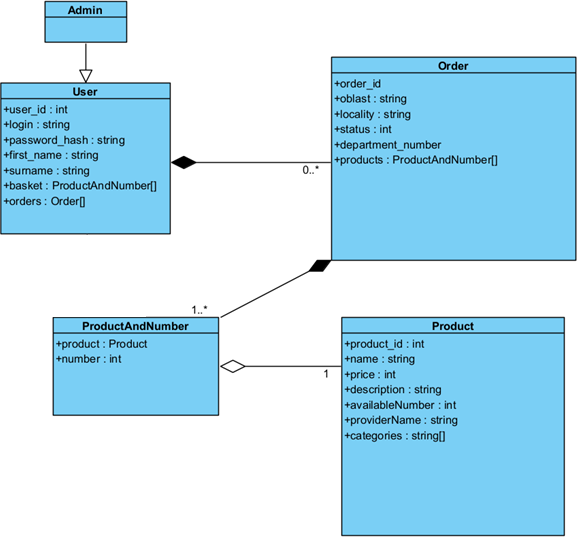 Admin
User
+user_id : int
+login : string
+password_hash : string
+first_name : string
+surname : string
+basket : ProductAndNumber[]
+orders : Order[]
Order
+order_id
+oblast : string
+locality : string
+status : int
+department_number
+products : ProductAndNumber[]
0..*
1..*
ProductAndNumber
+product : Product
+number : int
1
Product
+product_id : int
+name : string
+price : int
+description : string
+availableNumber : int
+providerName : string
+categories : string[]